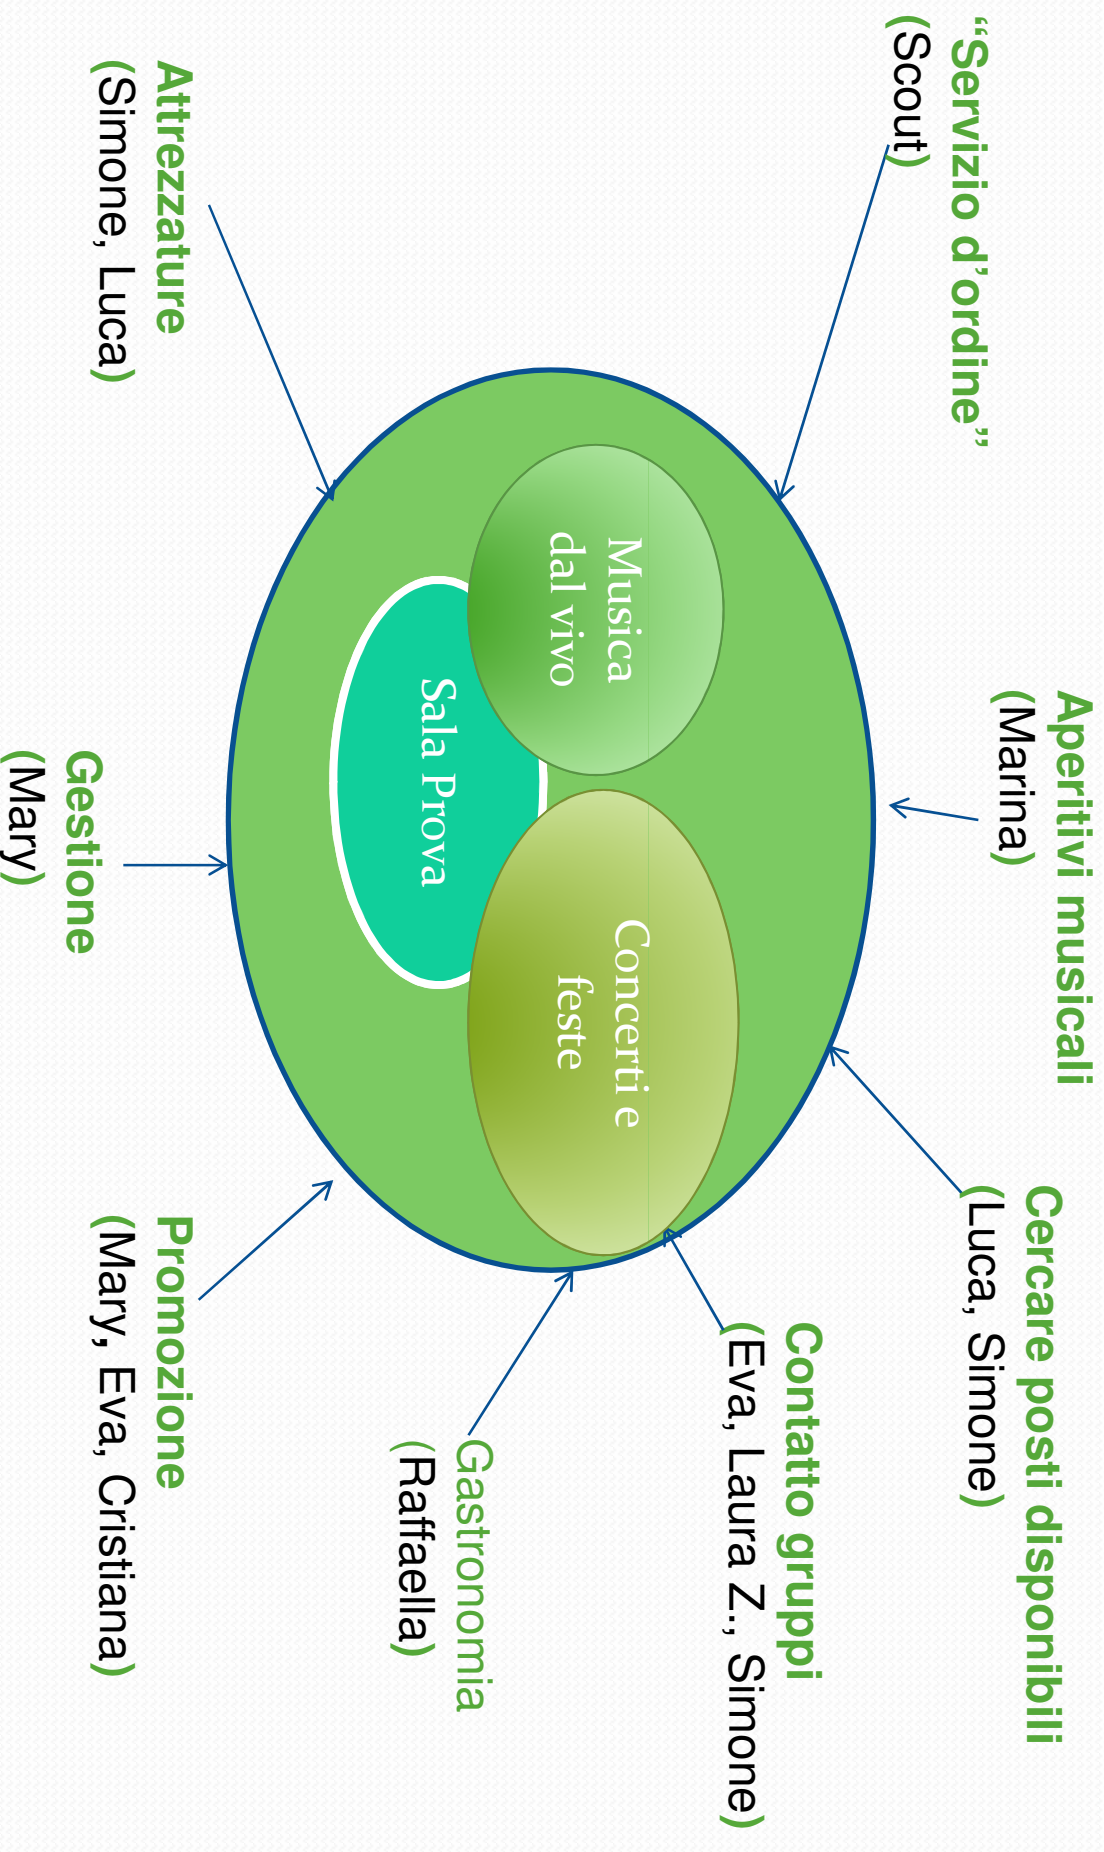 “Servizio d’ordine”
(Scout)
Aperitivi musicali
(Marina)
Cercare posti disponibili
(Luca, Simone)
Contatto gruppi
(Eva, Laura Z., Simone)
Musica
dal vivo
Concerti e
feste
Sala Prova
Gastronomia
(Raffaella)
Attrezzature
(Simone, Luca)
Gestione
(Mary)
Promozione
(Mary, Eva, Cristiana)